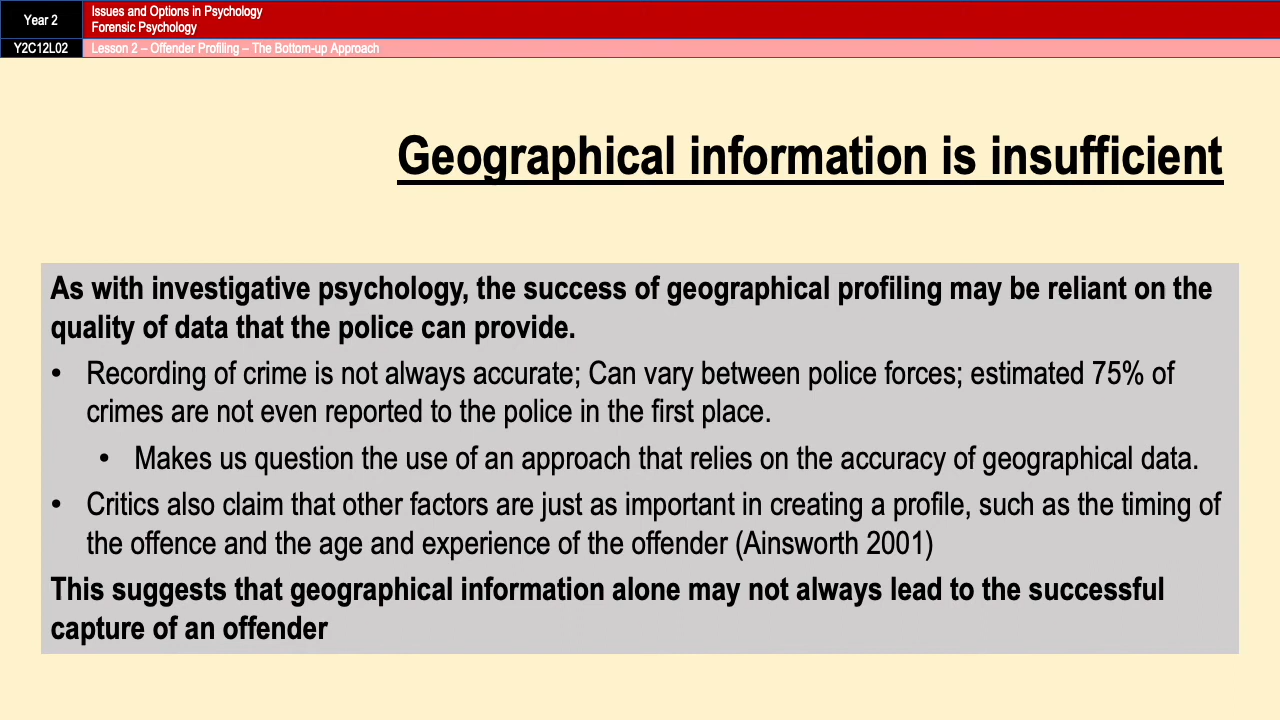 Year 2
Issues and Options in Psychology
Forensic Psychology
Y2C12L02
Lesson 2 – Offender Profiling – The Bottom-up Approach
Geographical information is insufficient
As with investigative psychology, the success of geographical profiling may be reliant on the
quality of data that the police can provide.
• Recording of crime is not always accurate; Can vary between police forces; estimated 75% of
crimes are not even reported to the police in the first place.
• Makes us question the use of an approach that relies on the accuracy of geographical data.
• Critics also claim that other factors are just as important in creating a profile, such as the timing of
the offence and the age and experience of the offender (Ainsworth 2001)
This suggests that geographical information alone may not always lead to the successful
capture of an offender